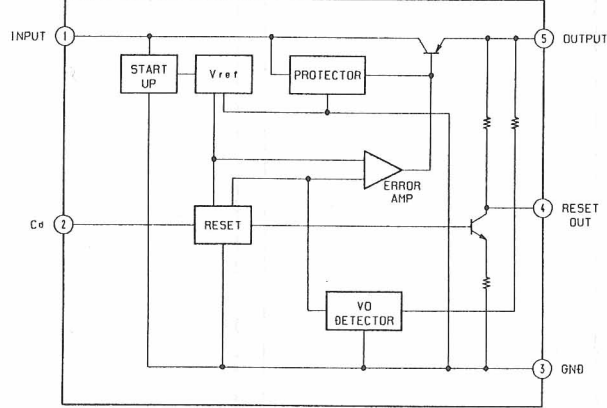 INPUT 1
5 OUTPUT
START
UP
Vref
PROTECTOR
ERROR
AMP
Cd 2
RESET
4 RESET
OUT
VO
DETECTOR
3 GND